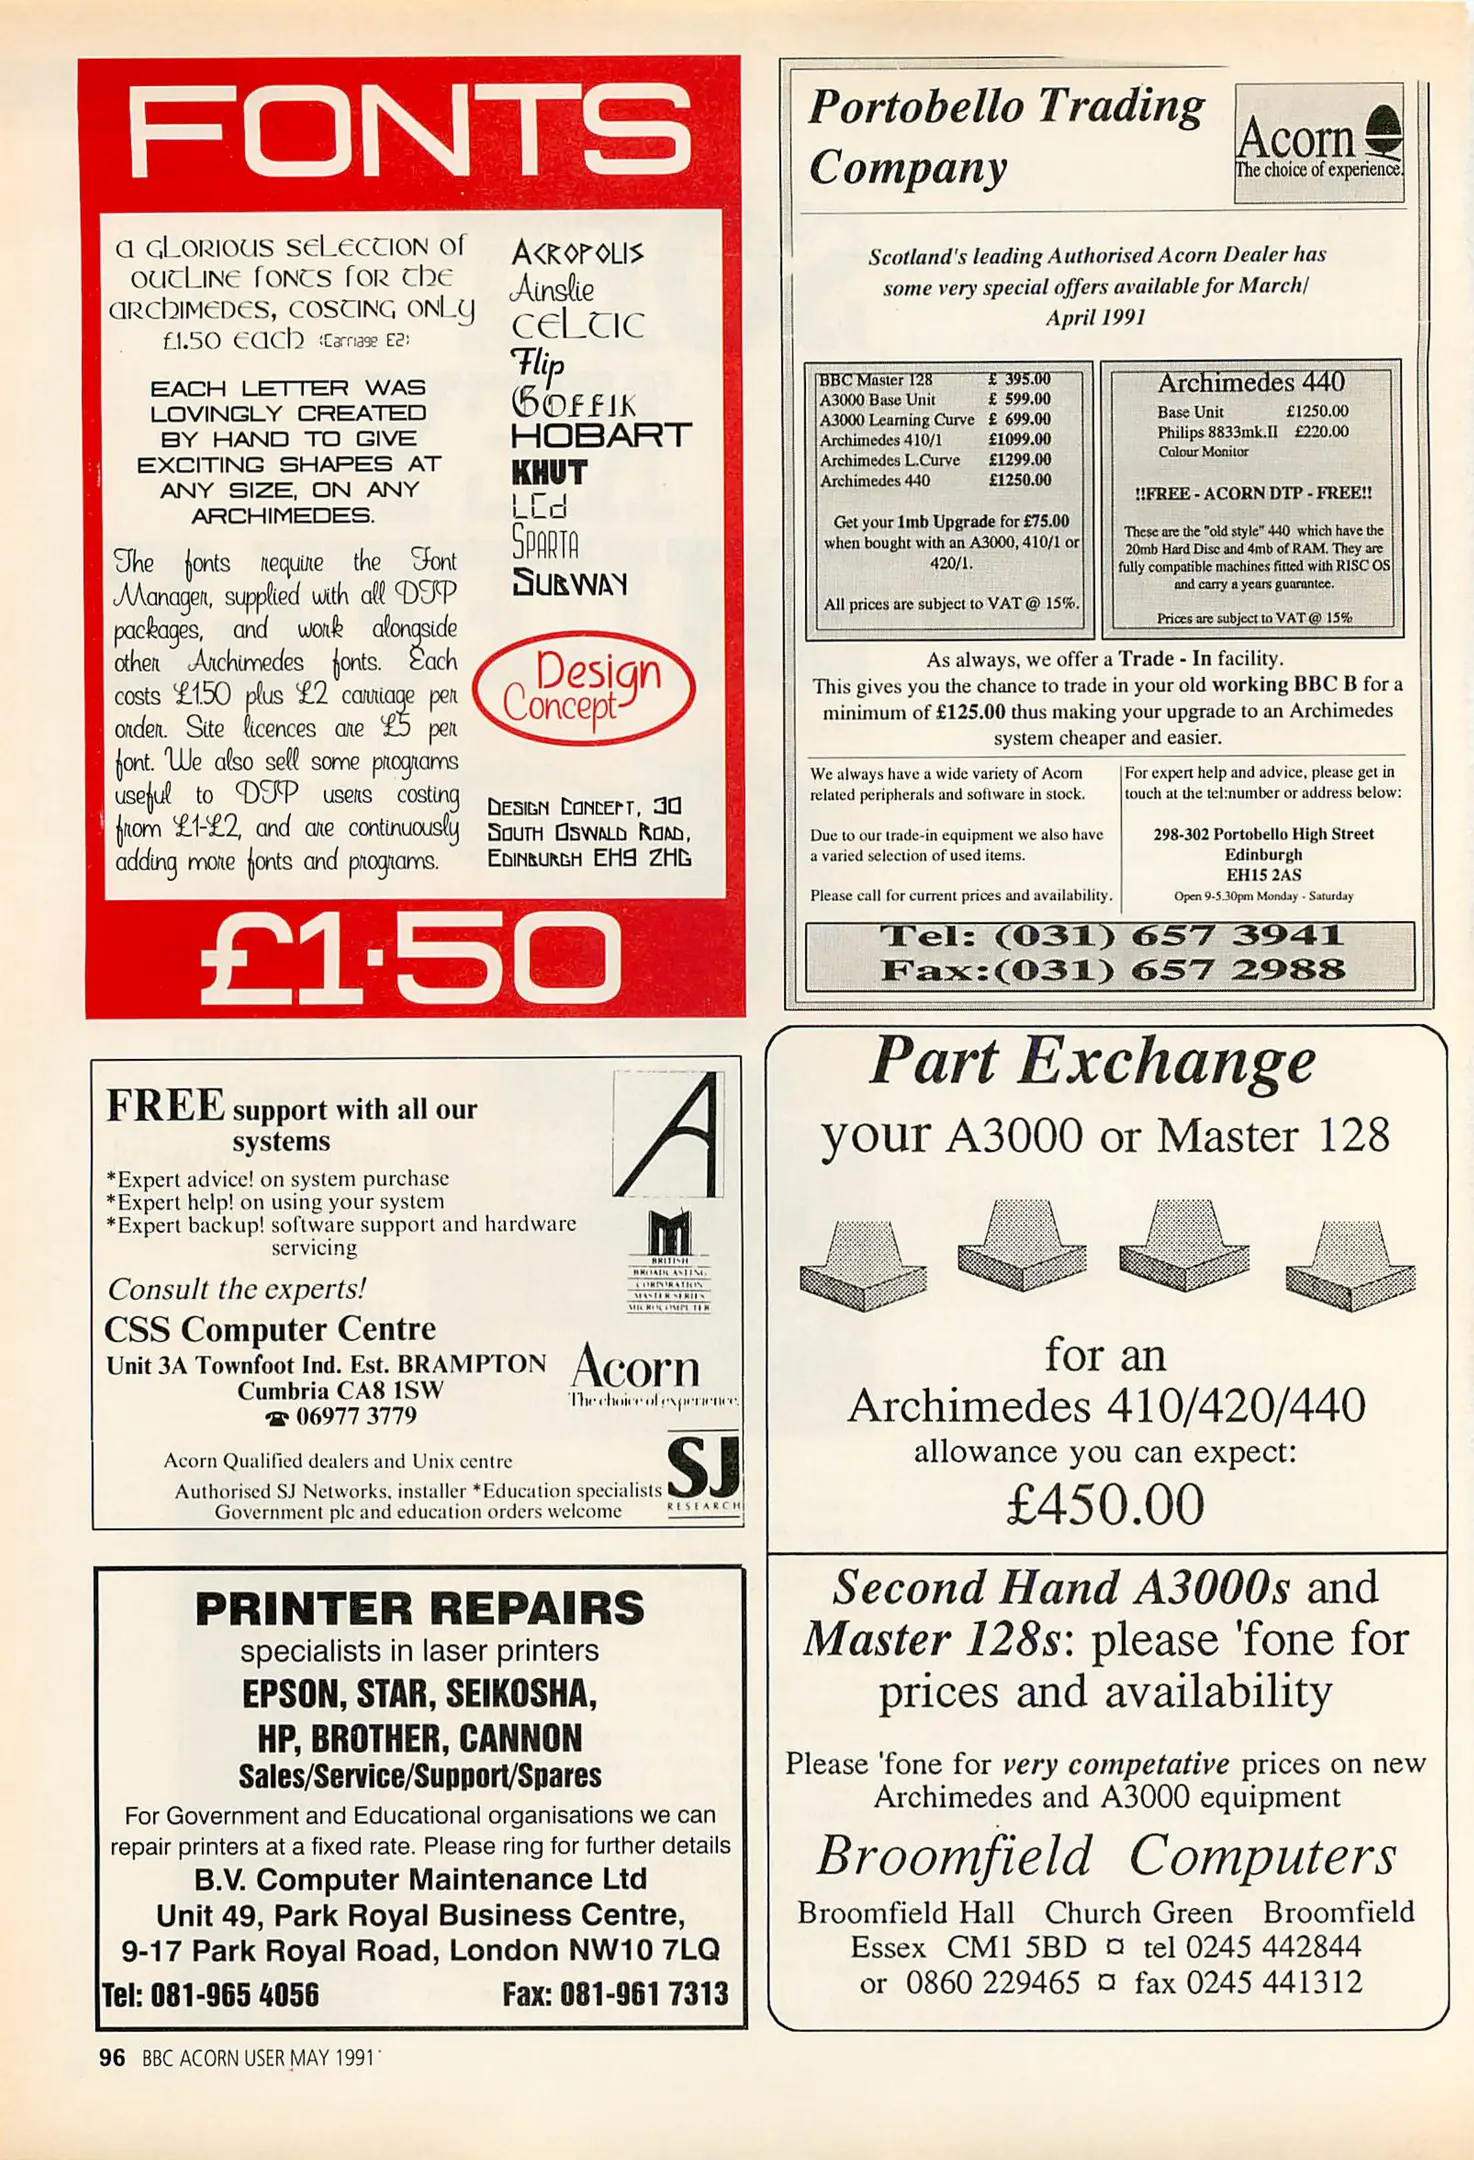 FONTS
A GLORIOUS SELECTION OF
OUTLINE FONTS FOR THE
ARCHIMEDES, COSTING ONLY
£1.50 EACH (Carriage £2)
EACH LETTER WAS
LOVINGLY CREATED
BY HAND TO GIVE
EXCITING SHAPES AT
ANY SIZE, ON ANY
ARCHIMEDES.
The fonts require the Font
Manager, supplied with all DTP
packages, and work alongside
other Archimedes fonts. Each
costs £1.50 plus £2 carriage per
order. Site licences are £5 per
font. We also sell some programs
useful to DTP users costing
from £1-£2, and are continuously
adding more fonts and programs.
ACROPOLIS
Ainslie
CELTIC
Flip
GOFFIK
HOBART
KHUT
LCd
SPARTA
SUBWAY
Design
Concept
DESIGN CONCEPT, 30
SOUTH OSWALD ROAD,
EDINBURGH EH9 2HG
£1·50
Portobello Trading
Company
Acorn
The choice of experience.
Scotland's leading Authorised Acorn Dealer has
some very special offers available for March/
April 1991
BBC Master 128 £ 395.00
A3000 Base Unit £ 599.00
A3000 Learning Curve £ 699.00
Archimedes 410/1 £1099.00
Archimedes L.Curve £1299.00
Archimedes 440 £1250.00
Get your 1mb Upgrade for £75.00
when bought with an A3000, 410/1 or
420/1.
All prices are subject to VAT @ 15%.
Archimedes 440
Base Unit £1250.00
Philips 8833mk.II £220.00
Colour Monitor
!!FREE - ACORN DTP - FREE!!
These are the "old style" 440 which have the
20mb Hard Disc and 4mb of RAM. They are
fully compatible machines fitted with RISC OS
and carry a years guarantee.
Prices are subject to VAT @ 15%
As always, we offer a Trade - In facility.
This gives you the chance to trade in your old working BBC B for a
minimum of £125.00 thus making your upgrade to an Archimedes
system cheaper and easier.
We always have a wide variety of Acorn
related peripherals and software in stock.
Due to our trade-in equipment we also have
a varied selection of used items.
Please call for current prices and availability.
For expert help and advice, please get in
touch at the tel:number or address below:
298-302 Portobello High Street
Edinburgh
EH15 2AS
Open 9-5.30pm Monday - Saturday
Tel: (031) 657 3941
Fax:(031) 657 2988
FREE support with all our
systems
*Expert advice! on system purchase
*Expert help! on using your system
*Expert backup! software support and hardware
servicing
Consult the experts!
CSS Computer Centre
Unit 3A Townfoot Ind. Est. BRAMPTON
Cumbria CA8 1SW
☎ 06977 3779
Acorn Qualified dealers and Unix centre
Authorised SJ Networks, installer *Education specialists
Government plc and education orders welcome
A
m
BRITISH
BROADCASTING
CORPORATION
MASTER SERIES
MICROCOMPUTER
Acorn
The choice of experience.
SJ
RESEARCH
Part Exchange
your A3000 or Master 128
for an
Archimedes 410/420/440
allowance you can expect:
£450.00
Second Hand A3000s and
Master 128s: please 'fone for
prices and availability
Please 'fone for very competative prices on new
Archimedes and A3000 equipment
Broomfield Computers
Broomfield Hall Church Green Broomfield
Essex CM1 5BD ¤ tel 0245 442844
or 0860 229465 ¤ fax 0245 441312
PRINTER REPAIRS
specialists in laser printers
EPSON, STAR, SEIKOSHA,
HP, BROTHER, CANNON
Sales/Service/Support/Spares
For Government and Educational organisations we can
repair printers at a fixed rate. Please ring for further details
B.V. Computer Maintenance Ltd
Unit 49, Park Royal Business Centre,
9-17 Park Royal Road, London NW10 7LQ
Tel: 081-965 4056 Fax: 081-961 7313
96 BBC ACORN USER MAY 1991